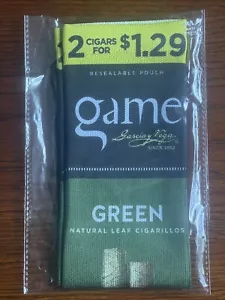 2 CIGARS FOR $1.29
RESEALABLE POUCH
game
Garcia y Vega
SINCE 1882
GREEN
NATURAL LEAF CIGARILLOS